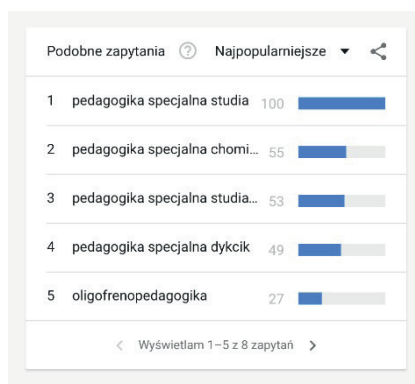 Podobne zapytania ? Najpopularniejsze
1 pedagogika specjalna studia 100
2 pedagogika specjalna chomi... 55
3 pedagogika specjalna studia... 53
4 pedagogika specjalna dykcik 49
5 oligofrenopedagogika 27
Wyświetlam 1–5 z 8 zapytań